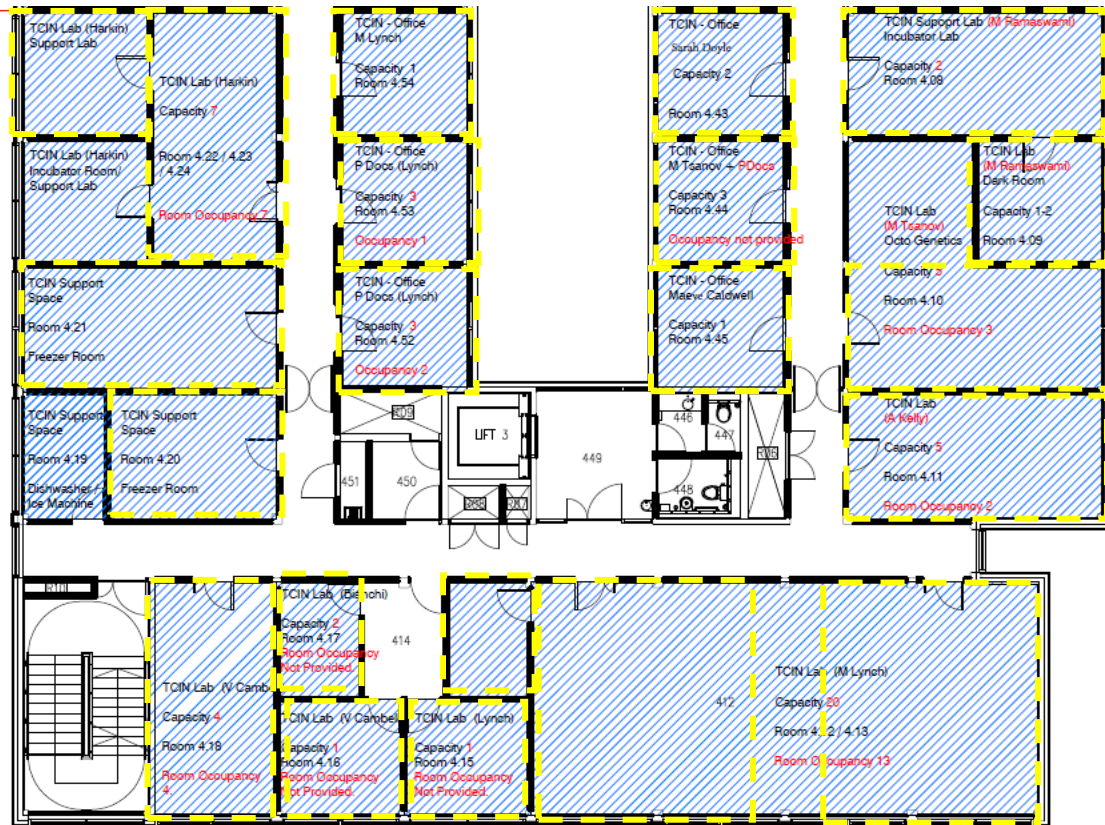 TCIN Lab (Harkin)
Support Lab
TCIN Lab (Harkin)
Capacity 7
Room 4.22 / 4.23
/ 4.24
Room Occupancy 7
TCIN Lab (Harkin)
Incubator Room/
Support Lab
TCIN Support
Space
Room 4.21
Freezer Room
TCIN Support
Space
Room 4.19
Dishwasher /
Ice Machine
TCIN Support
Space
Room 4.20
Freezer Room
TCIN - Office
M Lynch
Capacity 1
Room 4.54
TCIN - Office
P Docs (Lynch)
Capacity 3
Room 4.53
Occupancy 1
TCIN - Office
P Docs (Lynch)
Capacity 3
Room 4.52
Occupancy 2
TCIN - Office
Sarah Doyle
Capacity 2
Room 4.43
TCIN - Office
M Tsanov + PDocs
Capacity 3
Room 4.44
Occupancy not provided
TCIN - Office
Maeve Caldwell
Capacity 1
Room 4.45
TCIN Supoprt Lab (M Ramaswami)
Incubator Lab
Capacity 2
Room 4.08
TCIN Lab
(M Ramaswami)
Dark Room
Capacity 1-2
Room 4.09
TCIN Lab
(M Tsanov)
Octo Genetics
Capacity 5
Room 4.10
Room Occupancy 3
TCIN Lab
(A Kelly)
Capacity 5
Room 4.11
Room Occupancy 2
R09
LIFT 3
449
446
447
448
R06
451
450
R08
R07
R10
TCIN Lab (V Cambe
Capacity 4
Room 4.18
Room Occupancy
4.
TCIN Lab (Bianchi)
Capacity 2
Room 4.17
Room Occupancy
Not Provided.
414
TCIN Lab (V Cambe)
Capacity 1
Room 4.16
Room Occupancy
Not Provided.
TCIN Lab (Lynch)
Capacity 1
Room 4.15
Room Occupancy
Not Provided.
412
TCIN Lab (M Lynch)
Capacity 20
Room 4.12 / 4.13
Room Occupancy 13